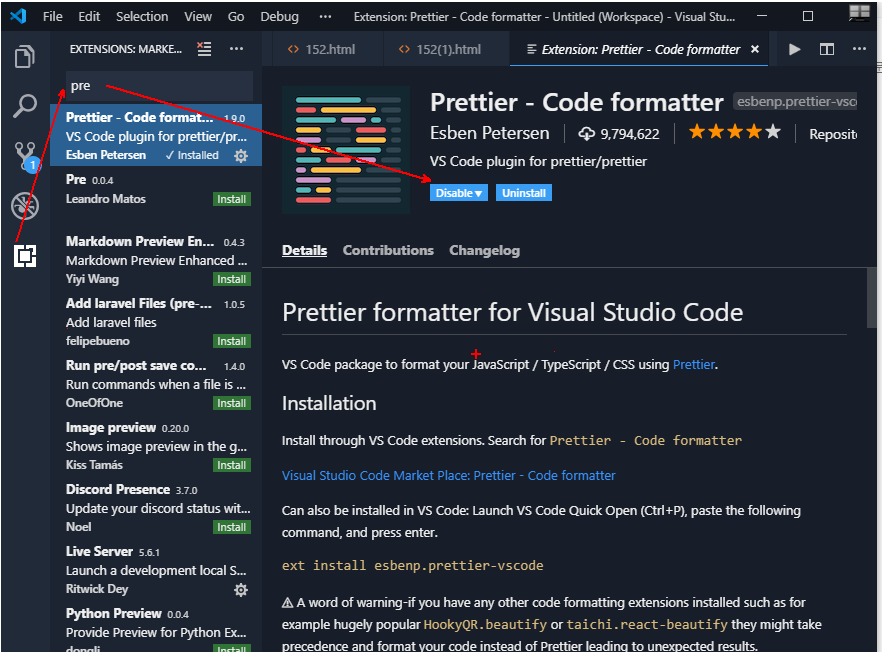 File Edit Selection View Go Debug ··· Extension: Prettier - Code formatter - Untitled (Workspace) - Visual Stu...
EXTENSIONS: MARKE...
152.html
152(1).html
Extension: Prettier - Code formatter
pre
Prettier - Code format... 1.9.0
VS Code plugin for prettier/pr...
Esben Petersen ✓ Installed
Pre 0.0.4
Leandro Matos Install
Markdown Preview En... 0.4.3
Markdown Preview Enhanced ...
Yiyi Wang Install
Add laravel Files (pre-... 1.0.5
Add laravel files
felipebueno Install
Run pre/post save co... 1.4.0
Run commands when a file is ...
OneOfOne Install
Image preview 0.20.0
Shows image preview in the g...
Kiss Tamás Install
Discord Presence 3.7.0
Update your discord status wit...
Noel Install
Live Server 5.6.1
Launch a development local S...
Ritwick Dey
Python Preview 0.0.4
Provide Preview for Python Ex...
dongli Install
1
Prettier - Code formatter esbenp.prettier-vsco
Esben Petersen 9,794,622 Reposito
VS Code plugin for prettier/prettier
Disable ▾ Uninstall
Details Contributions Changelog
Prettier formatter for Visual Studio Code
VS Code package to format your JavaScript / TypeScript / CSS using Prettier.
Installation
Install through VS Code extensions. Search for Prettier - Code formatter
Visual Studio Code Market Place: Prettier - Code formatter
Can also be installed in VS Code: Launch VS Code Quick Open (Ctrl+P), paste the following
command, and press enter.
ext install esbenp.prettier-vscode
⚠ A word of warning-if you have any other code formatting extensions installed such as for
example hugely popular HookyQR.beautify or taichi.react-beautify they might take
precedence and format your code instead of Prettier leading to unexpected results.